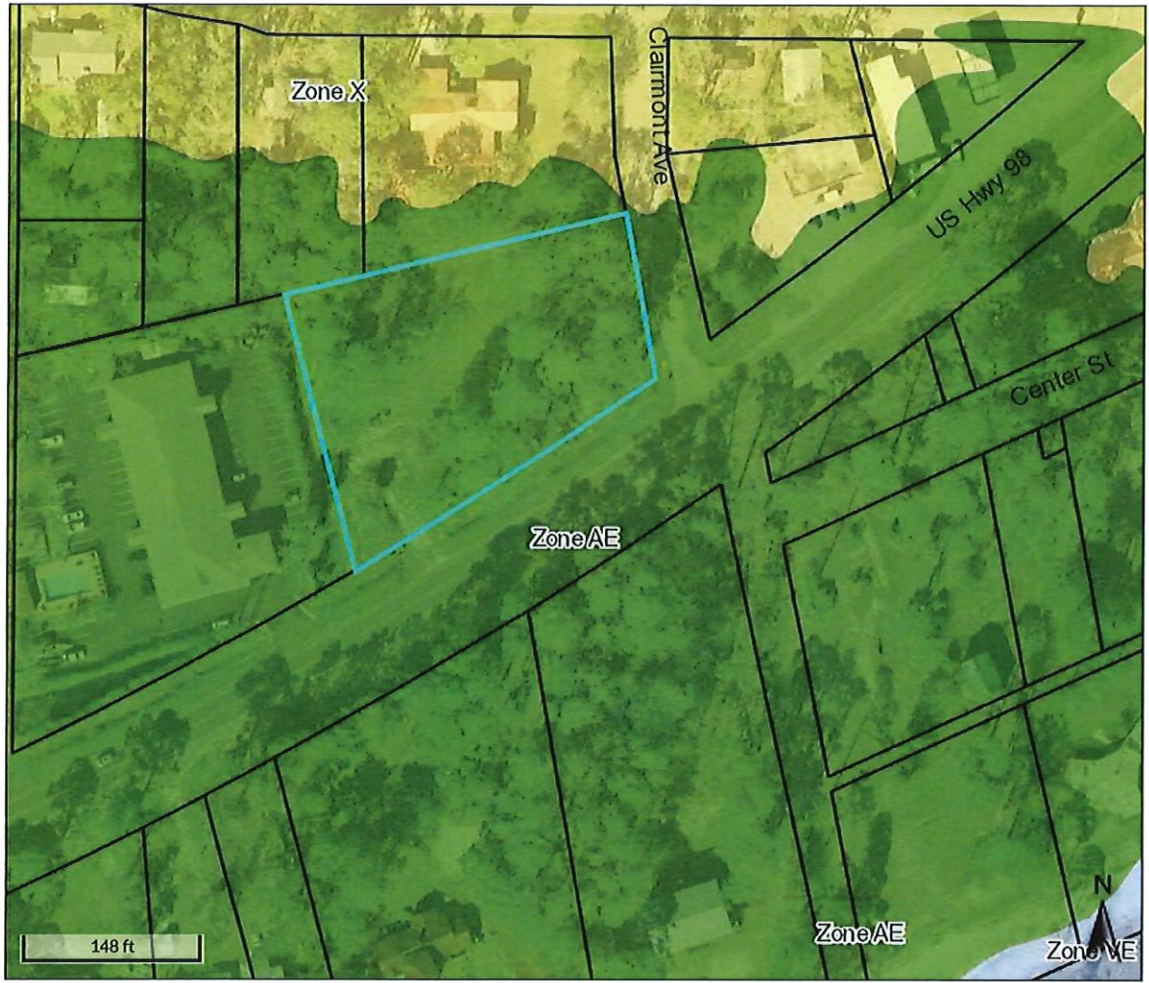 Zone X
Clairmont Ave
US Hwy 98
Center St
Zone AE
Zone AE
N
Zone VE
148 ft